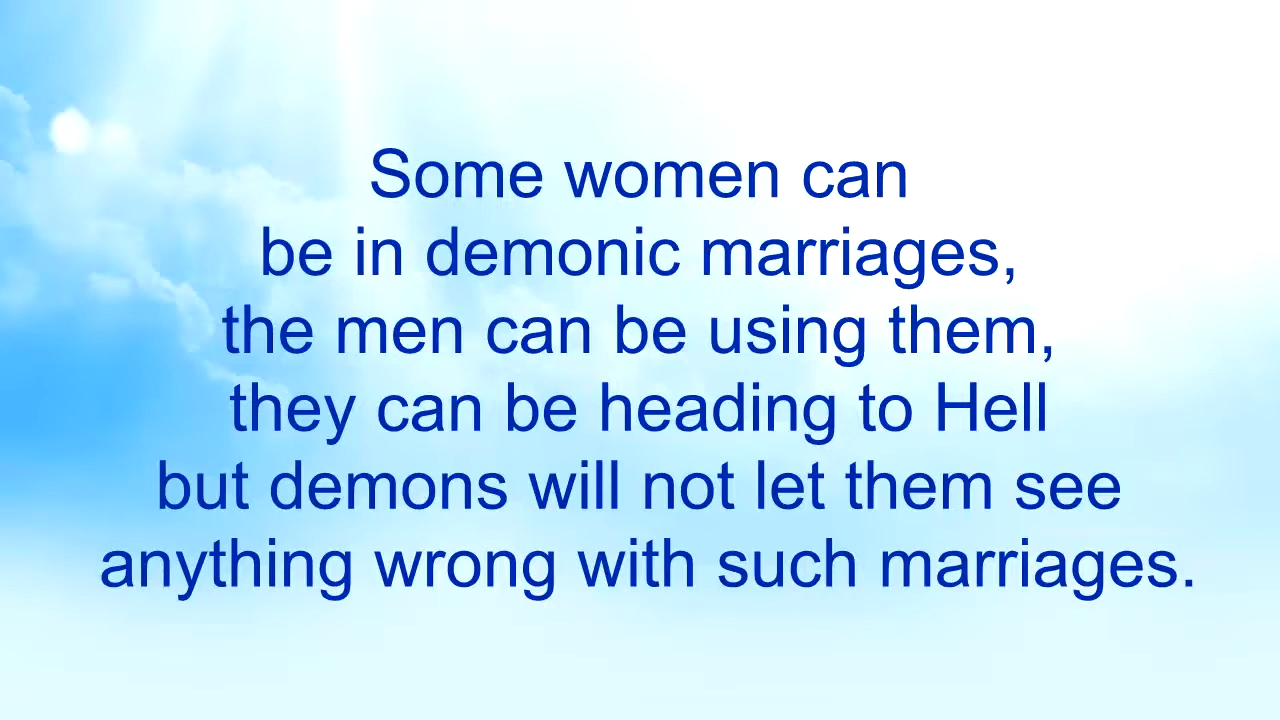 Some women can
be in demonic marriages,
the men can be using them,
they can be heading to Hell
but demons will not let them see
anything wrong with such marriages.